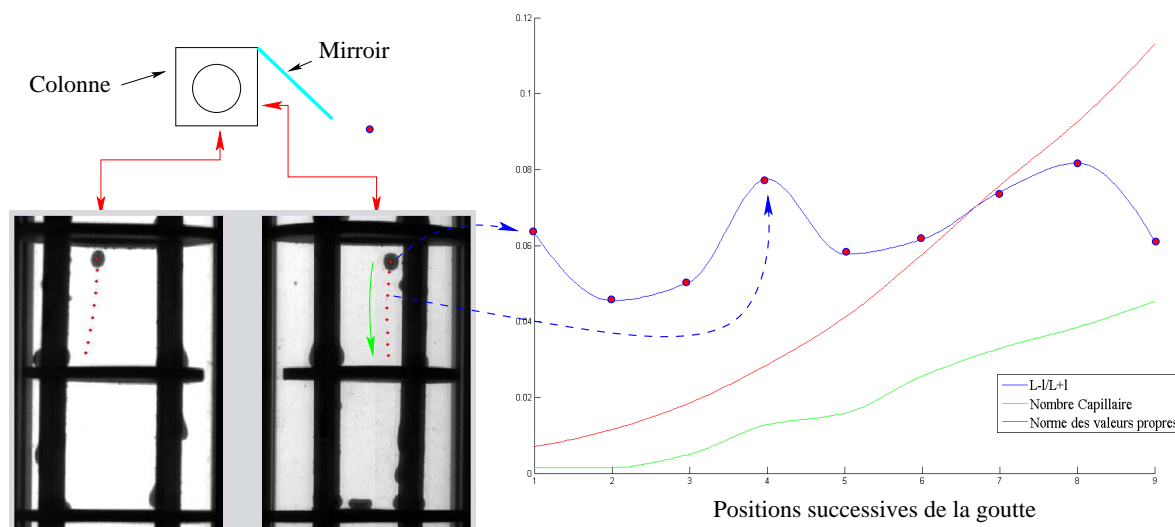 Mirroir
Colonne
0.12
0.1
0.08
0.06
0.04
0.02
0
1 2 3 4 5 6 7 8 9
L-l/L+l
Nombre Capillaire
Norme des valeurs propres
Positions successives de la goutte